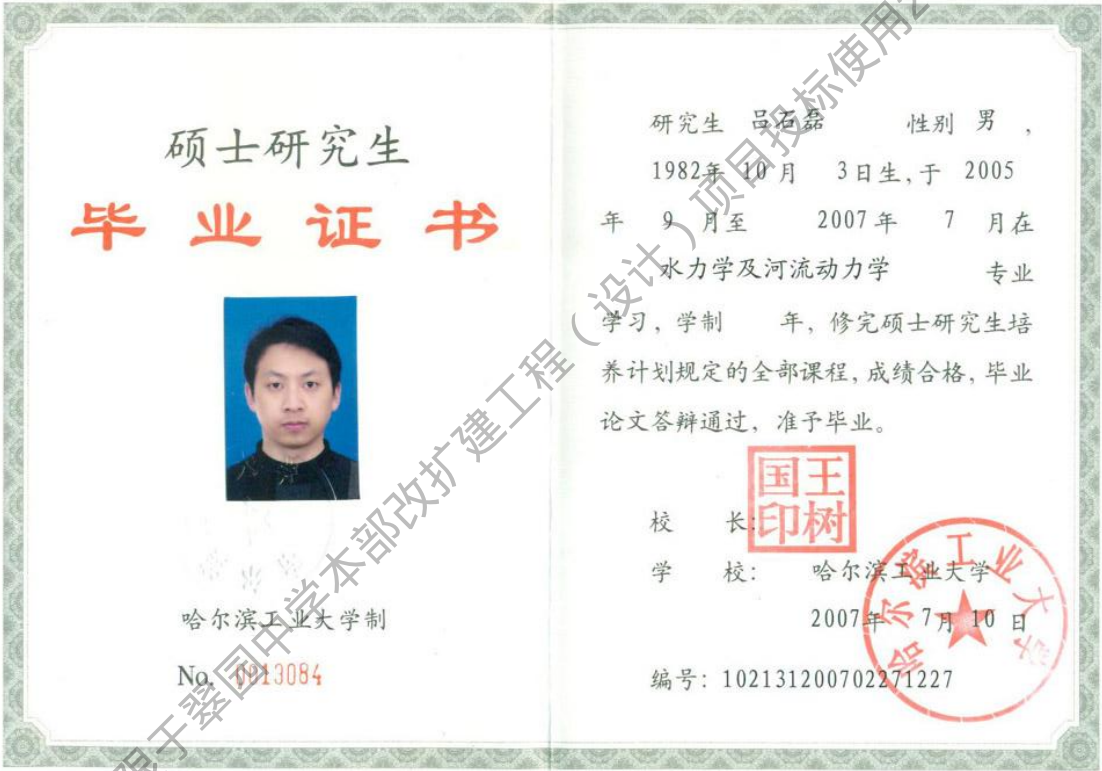 硕士研究生
毕业证书
哈尔滨工业大学制
No. 0013084
研究生 吕石磊 性别 男 ，
1982年 10月 3日生，于 2005
年 9 月至 2007年 7 月在
水力学及河流动力学 专业
学习，学制 年，修完硕士研究生培
养计划规定的全部课程，成绩合格，毕业
论文答辩通过，准予毕业。
校 长：
王树国印
学 校： 哈尔滨工业大学
2007年 7月 10 日
哈尔滨工业大学
编号：102131200702271227
限于翠园中学本部改扩建工程（设计）项目投标使用